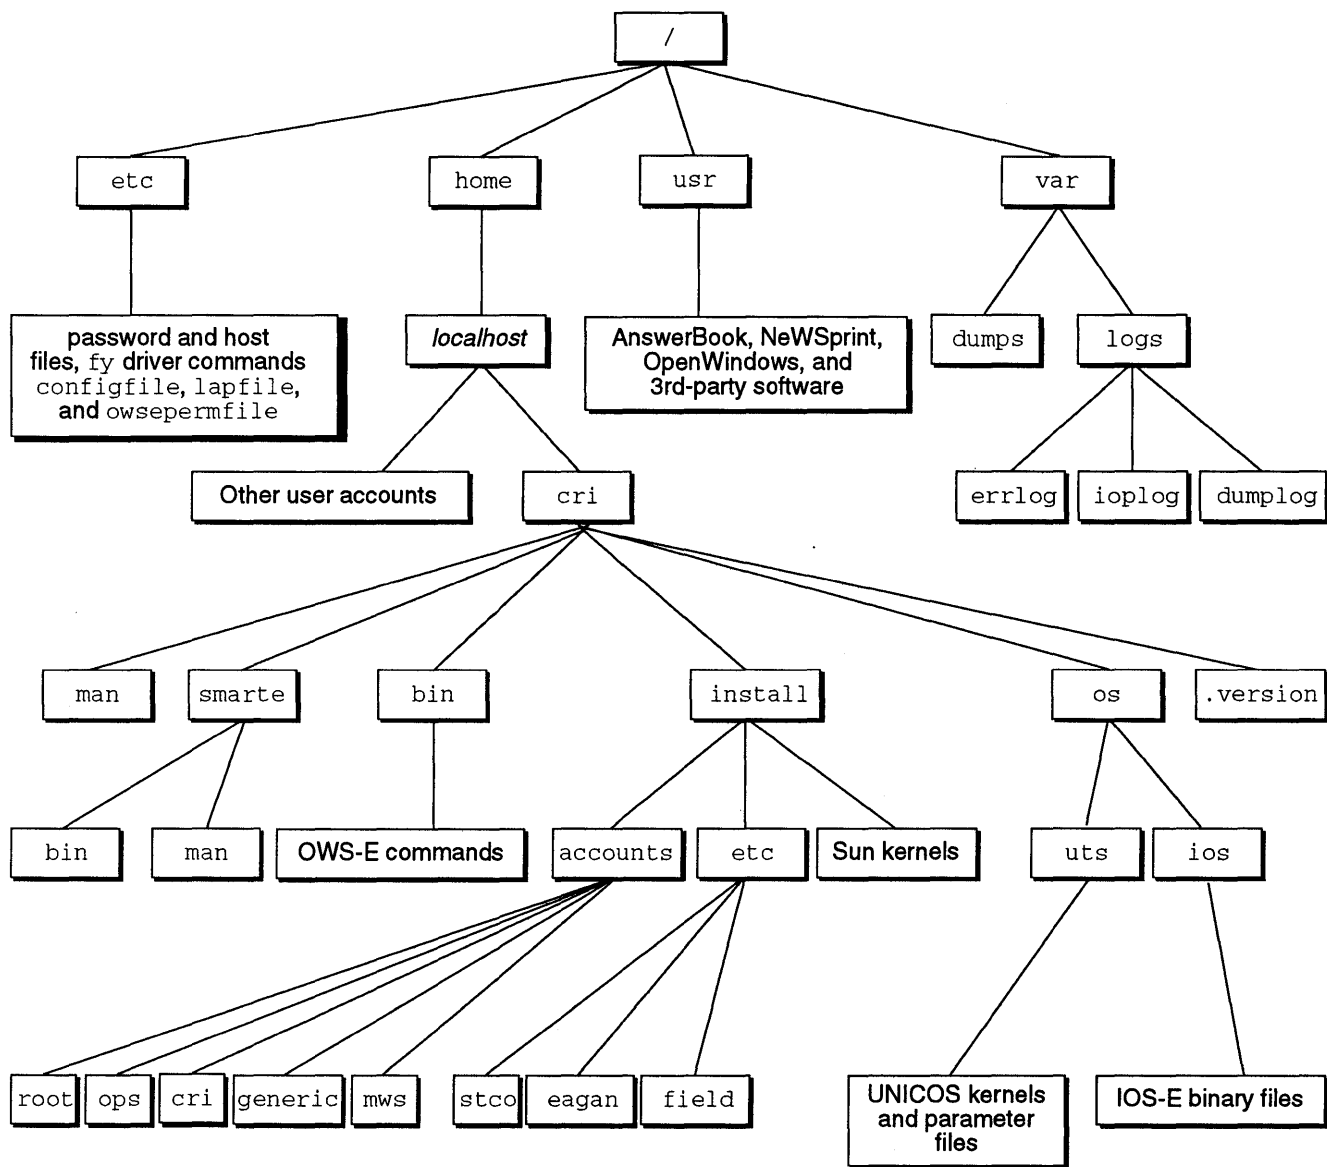 /
etc
home
usr
var
password and host
files, fy driver commands
configfile, lapfile,
and owsepermfile
localhost
AnswerBook, NeWSprint,
OpenWindows, and
3rd-party software
dumps
logs
Other user accounts
cri
errlog
ioplog
dumplog
man
smarte
bin
install
os
.version
bin
man
OWS-E commands
accounts
etc
Sun kernels
uts
ios
root
ops
cri
generic
mws
stco
eagan
field
UNICOS kernels
and parameter
files
IOS-E binary files